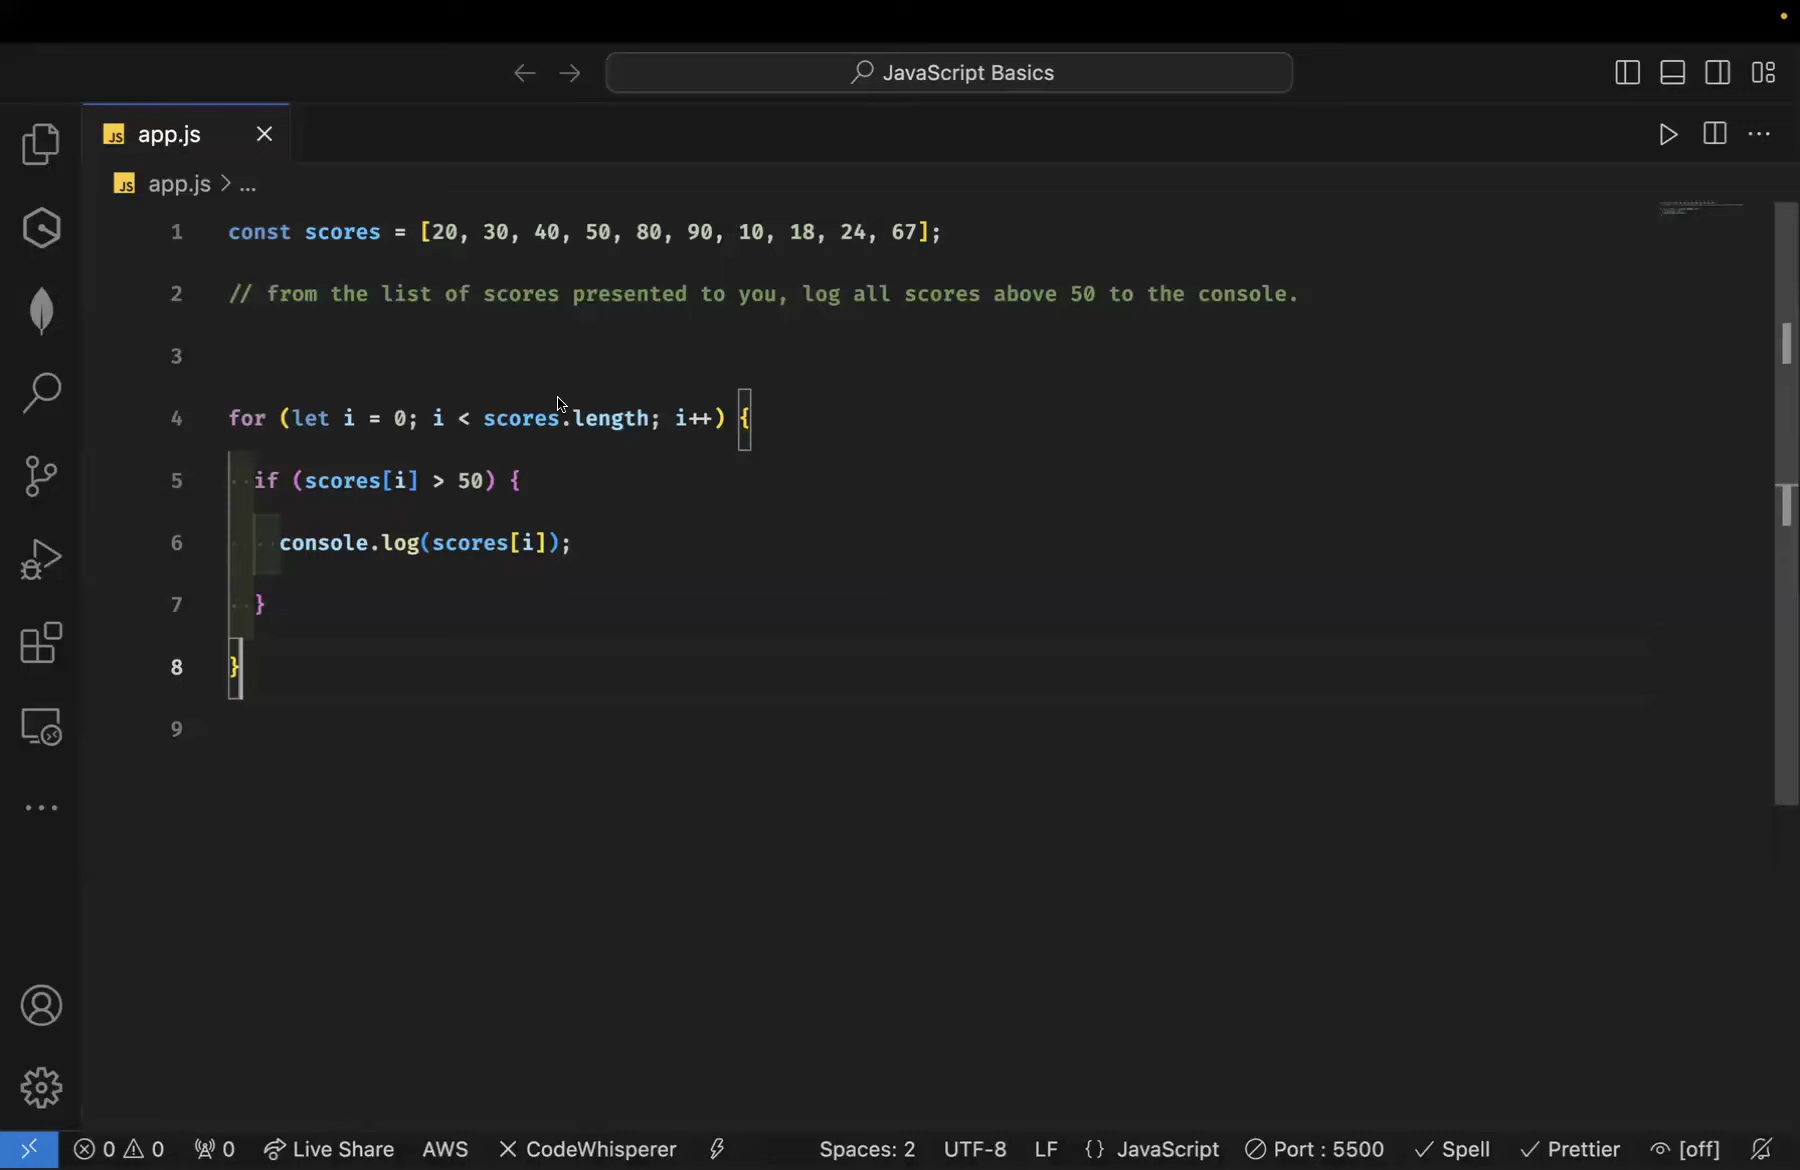 JavaScript Basics
JS app.js
JS app.js > ...
1 const scores = [20, 30, 40, 50, 80, 90, 10, 18, 24, 67];
2 // from the list of scores presented to you, log all scores above 50 to the console.
3
4 for (let i = 0; i < scores.length; i++) {
5 if (scores[i] > 50) {
6 console.log(scores[i]);
7 }
8 }
9
0 0 0 Live Share AWS CodeWhisperer Spaces: 2 UTF-8 LF {} JavaScript Port : 5500 Spell Prettier [off]